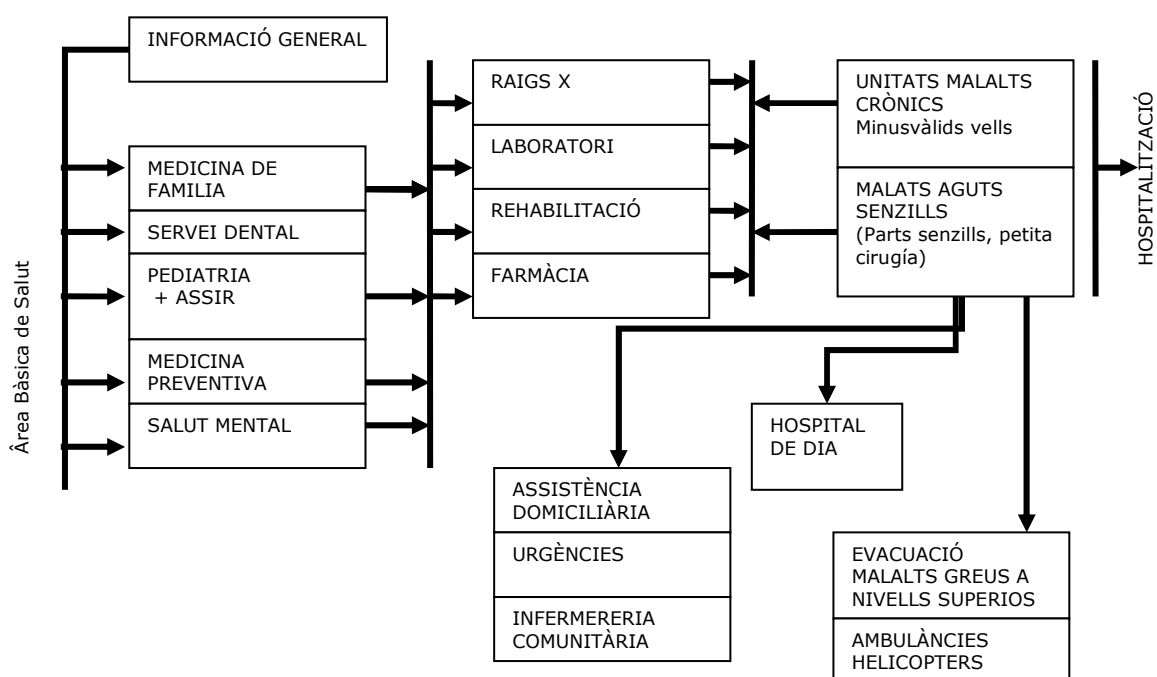 INFORMACIÓ GENERAL
Ârea Bàsica de Salut
MEDICINA DE
FAMILIA
SERVEI DENTAL
PEDIATRIA
+ ASSIR
MEDICINA
PREVENTIVA
SALUT MENTAL
RAIGS X
LABORATORI
REHABILITACIÓ
FARMÀCIA
UNITATS MALALTS
CRÒNICS
Minusvàlids vells
MALATS AGUTS
SENZILLS
(Parts senzills, petita
cirugía)
HOSPITALITZACIÓ
HOSPITAL
DE DIA
ASSISTÈNCIA
DOMICILIÀRIA
URGÈNCIES
INFERMERERIA
COMUNITÀRIA
EVACUACIÓ
MALALTS GREUS A
NIVELLS SUPERIOS
AMBULÀNCIES
HELICOPTERS